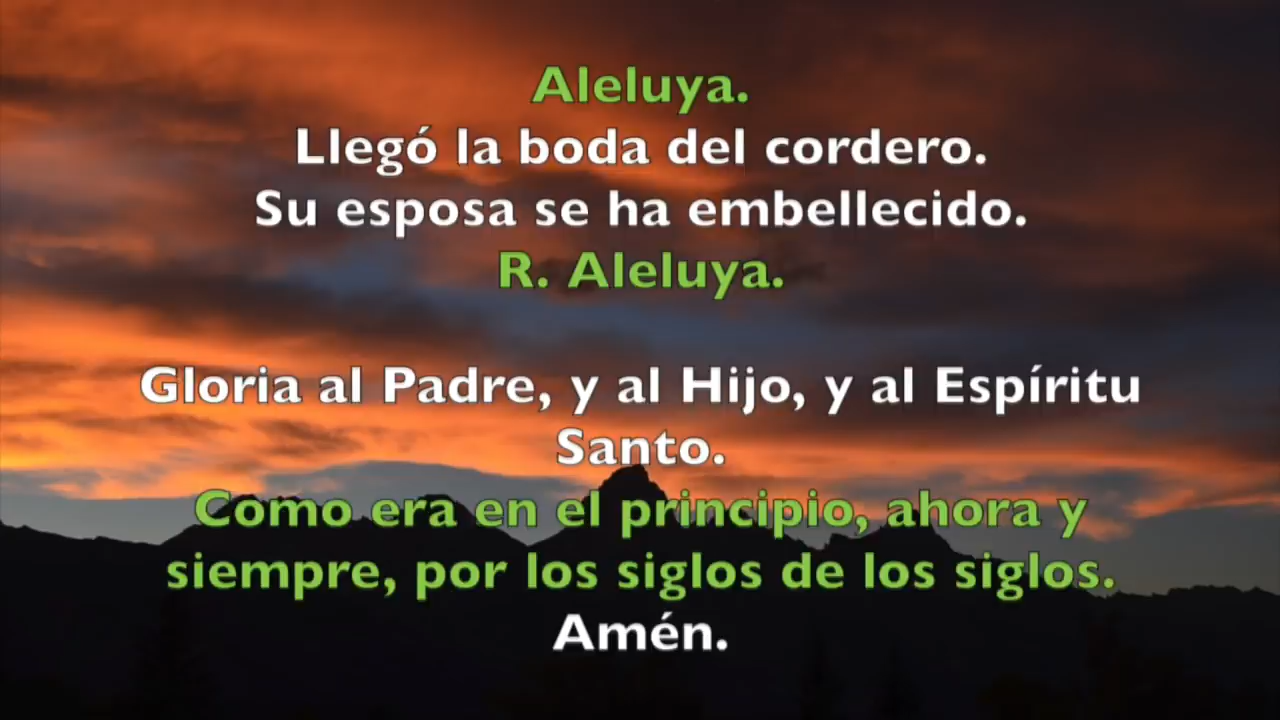 Aleluya.
Llegó la boda del cordero.
Su esposa se ha embellecido.
R. Aleluya.
Gloria al Padre, y al Hijo, y al Espíritu
Santo.
Como era en el principio, ahora y
siempre, por los siglos de los siglos.
Amén.